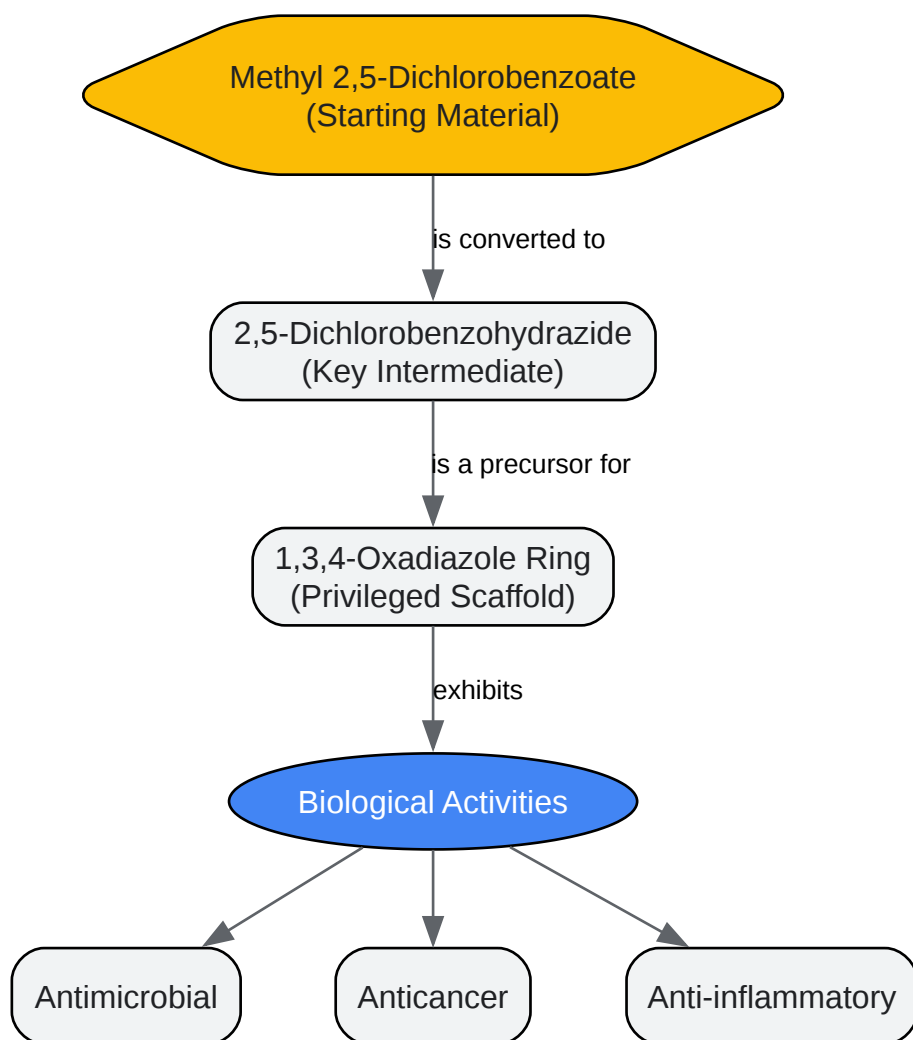 Methyl 2,5-Dichlorobenzoate
(Starting Material)
is converted to
2,5-Dichlorobenzohydrazide
(Key Intermediate)
is a precursor for
1,3,4-Oxadiazole Ring
(Privileged Scaffold)
exhibits
Biological Activities
Antimicrobial
Anticancer
Anti-inflammatory